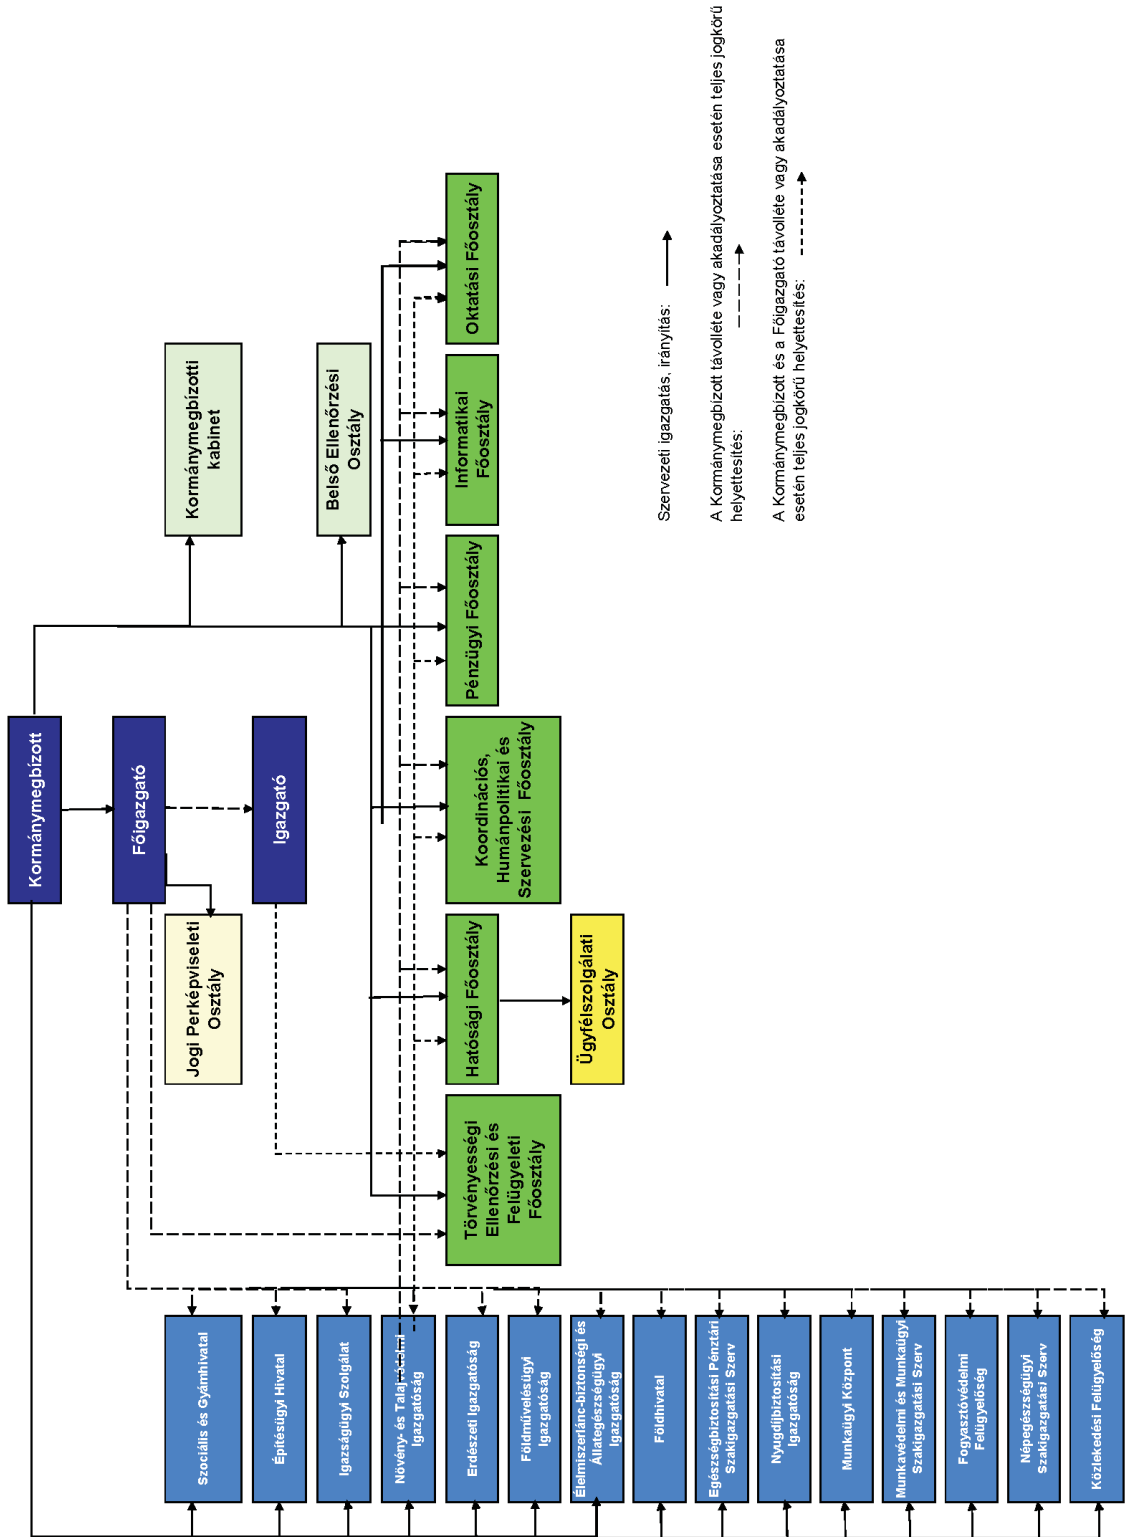 Kormánymegbízott
Főigazgató
Igazgató
Kormánymegbízotti
kabinet
Belső Ellenőrzési
Osztály
Jogi Perképviseleti
Osztály
Törvényességi
Ellenőrzési és
Felügyeleti
Főosztály
Hatósági Főosztály
Koordinációs,
Humánpolitikai és
Szervezési Főosztály
Pénzügyi Főosztály
Informatikai
Főosztály
Oktatási Főosztály
Ügyfélszolgálati
Osztály
Szociális és Gyámhivatal
Építésügyi Hivatal
Igazságügyi Szolgálat
Növény- és Talajvédelmi
Igazgatóság
Erdészeti Igazgatóság
Földművelésügyi
Igazgatóság
Élelmiszerlánc-biztonségi és
Állategészségügyi
Igazgatóság
Földhivatal
Egészségbiztosítási Pénztári
Szakigazgatási Szerv
Nyugdíjbiztosítási
Igazgatóság
Munkaügyi Központ
Munkavédelmi és Munkaügyi
Szakigazgatási Szerv
Fogyasztóvédelmi
Felügyelőség
Népegészségügyi
Szakigazgatási Szerv
Közlekedési Felügyelőség
Szervezeti igazgatás, irányítás:
A Kormánymegbízott távolléte vagy akadályoztatása esetén teljes jogkörű
helyettesítés:
A Kormánymegbízott és a Főigazgató távolléte vagy akadályoztatása
esetén teljes jogkörű helyettesítés: